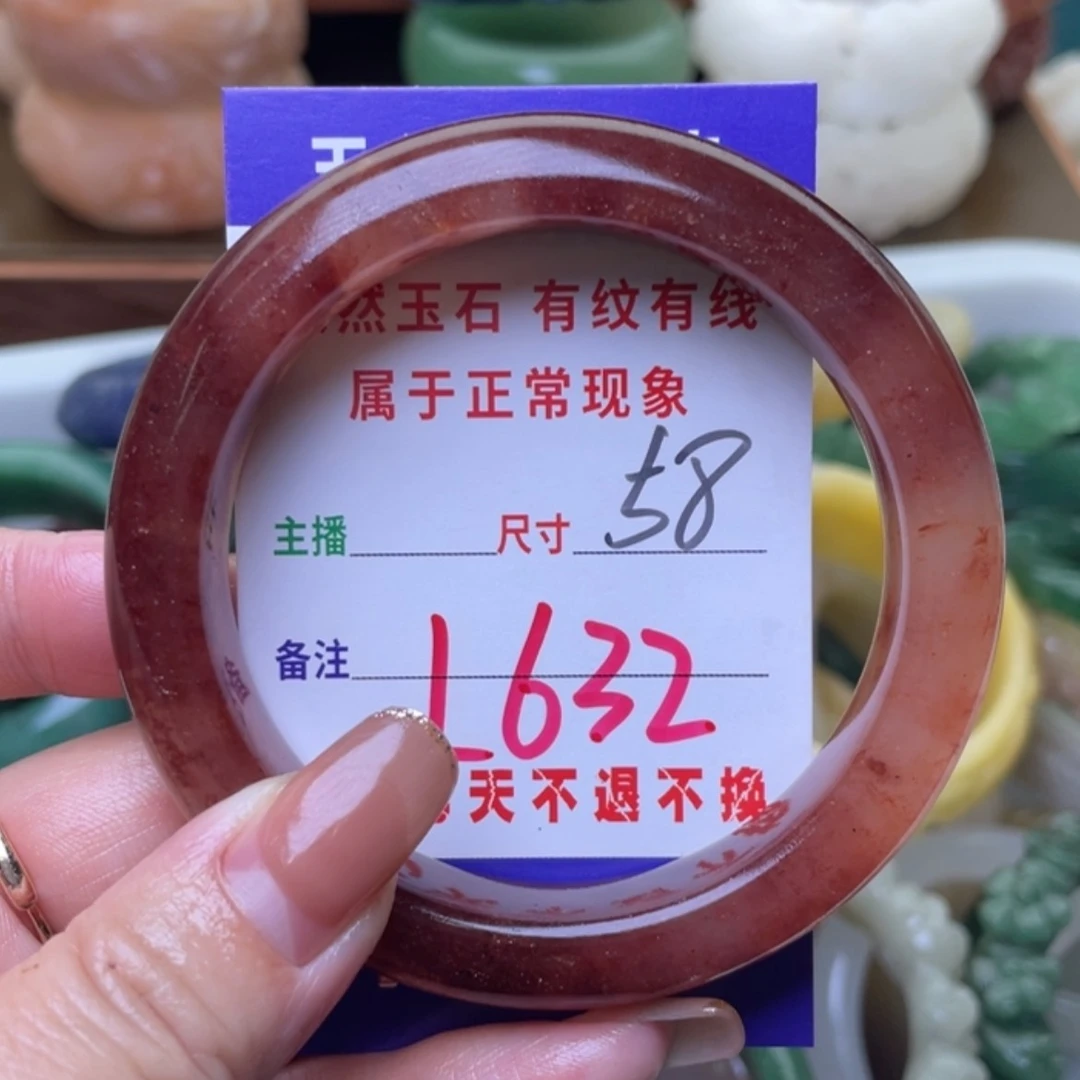 然玉石 有纹有线
属于正常现象
主播 尺寸 58
备注 L632
天不退不换